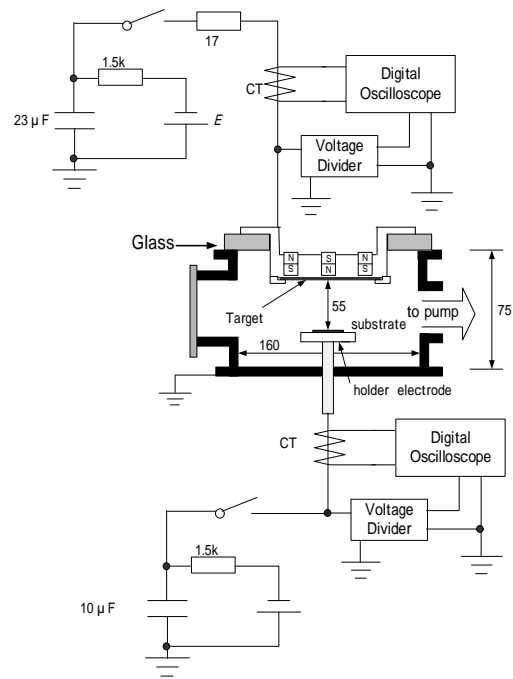 17
1.5k
CT
Digital
Oscilloscope
23 µ F
E
Voltage
Divider
Glass
N
S
N
S
N
S
Target
55
to pump
75
substrate
160
holder electrode
CT
Digital
Oscilloscope
Voltage
Divider
1.5k
10 µ F